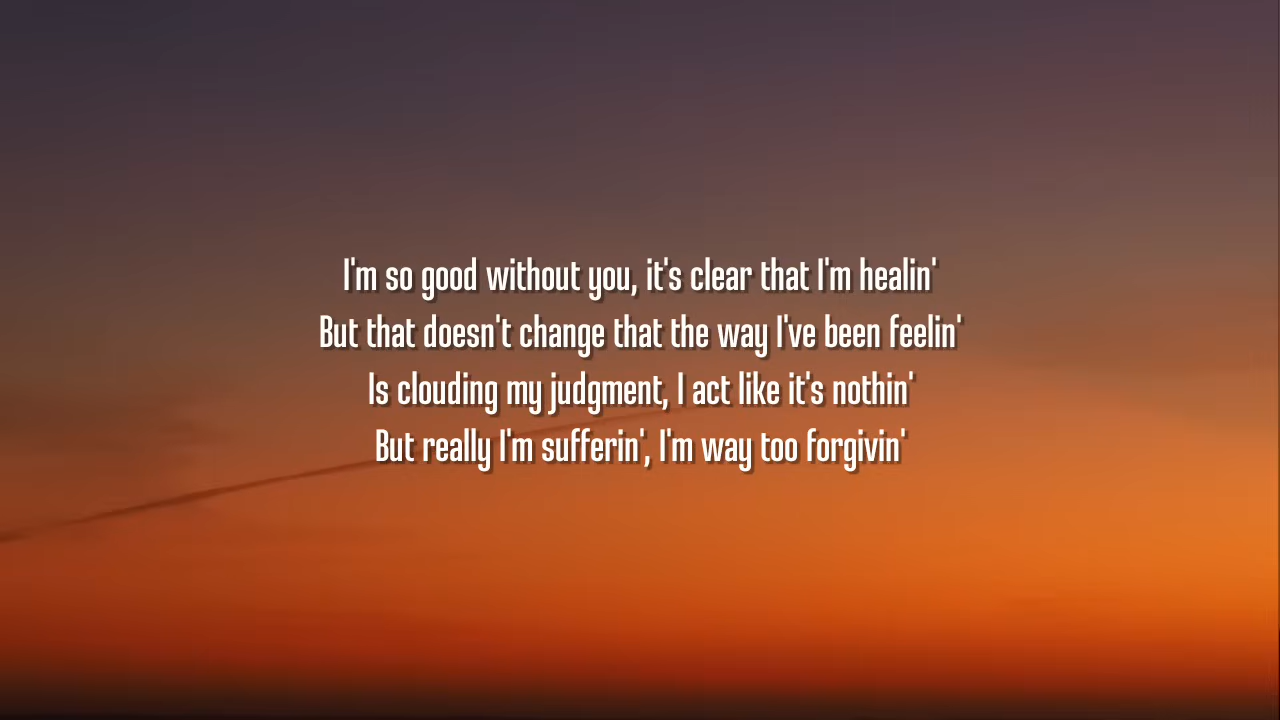 I'm so good without you, it's clear that I'm healin'
But that doesn't change that the way I've been feelin'
Is clouding my judgment, I act like it's nothin'
But really I'm sufferin', I'm way too forgivin'